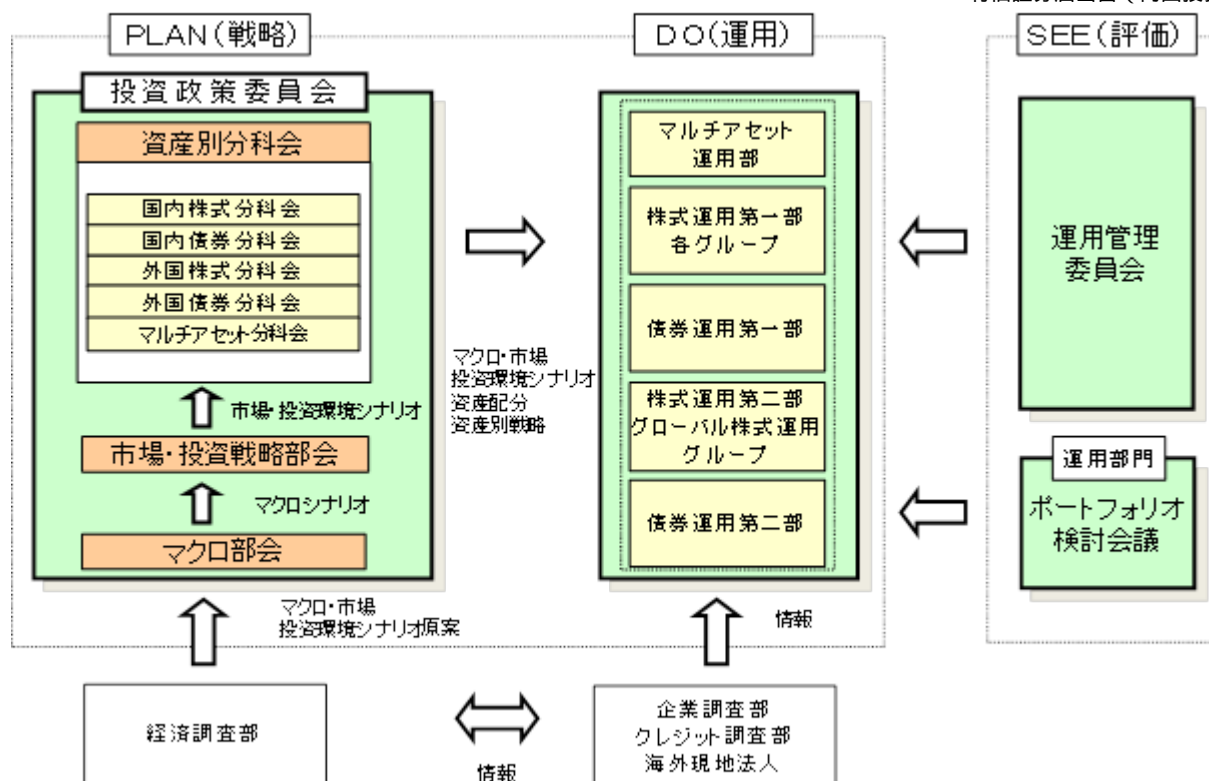 PLAN(戦略)
投資政策委員会
資産別分科会
国内株式分科会
国内債券分科会
外国株式分科会
外国債券分科会
マルチアセット分科会
市場・投資環境シナリオ
市場・投資戦略部会
マクロシナリオ
マクロ部会
マクロ・市場
投資環境シナリオ原案
経済調査部
マクロ・市場
投資環境シナリオ
資産配分
資産別戦略
DO(運用)
マルチアセット
運用部
株式運用第一部
各グループ
債券運用第一部
株式運用第二部
グローバル株式運用
グループ
債券運用第二部
情報
企業調査部
クレジット調査部
海外現地法人
情報
SEE(評価)
運用管理
委員会
運用部門
ポートフォリオ
検討会議